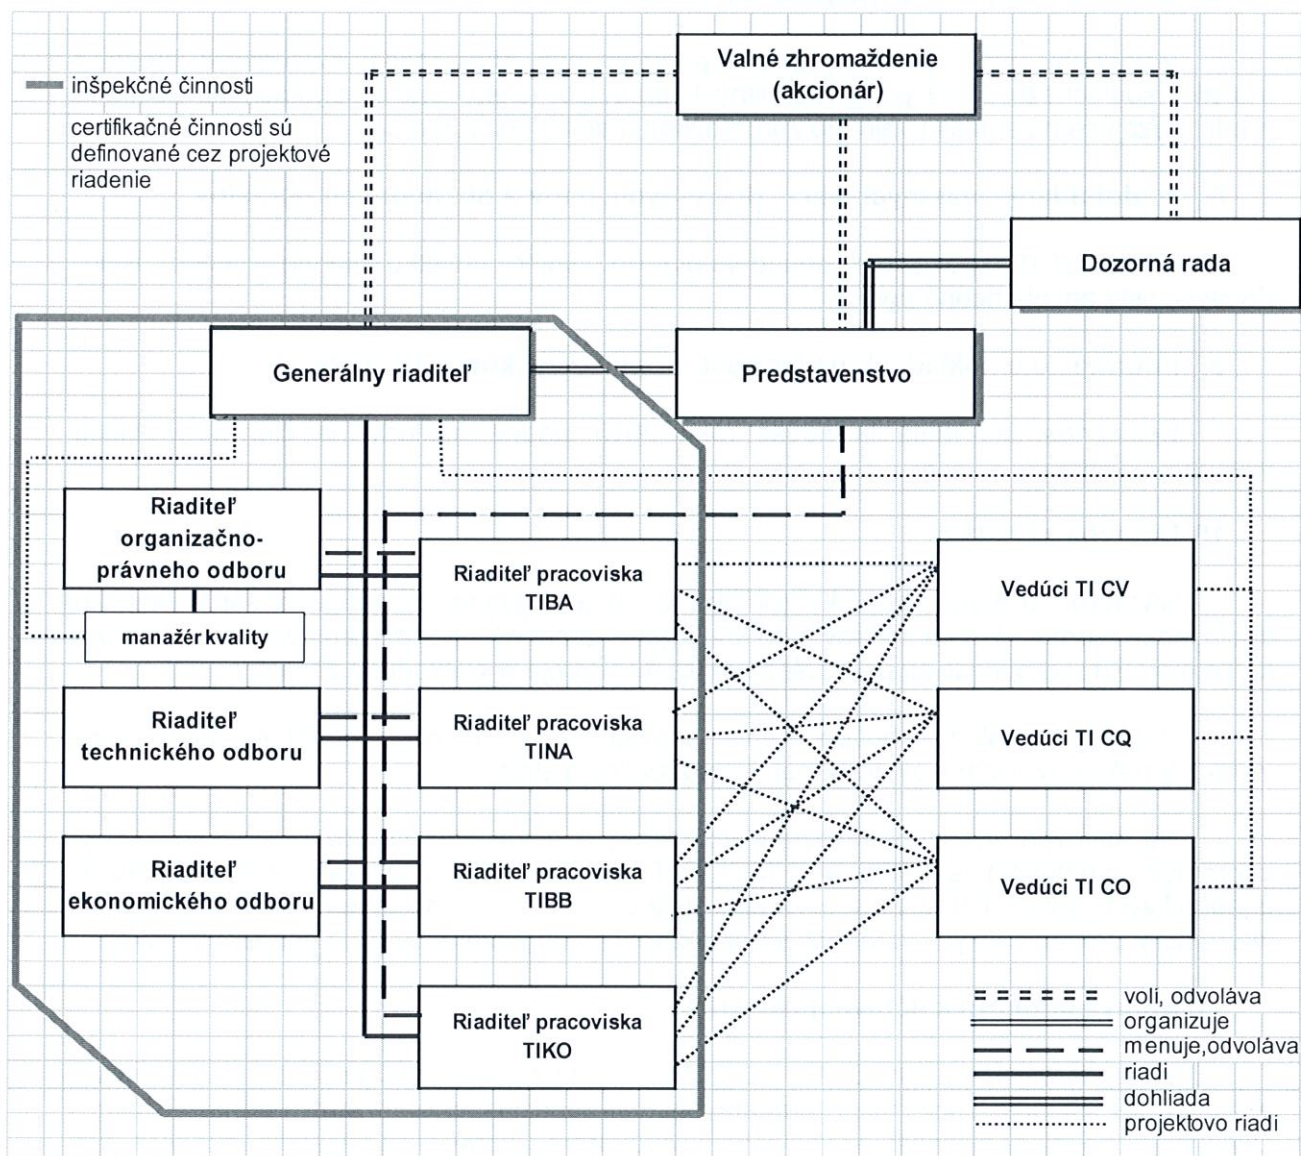 Valné zhromaždenie
(akcionár)
inšpekčné činnosti
certifikačné činnosti sú
definované cez projektové
riadenie
Dozorná rada
Generálny riaditeľ
Predstavenstvo
Riaditeľ
organizačno-
právneho odboru
manažér kvality
Riaditeľ pracoviska
TIBA
Vedúci TI CV
Riaditeľ
technického odboru
Riaditeľ pracoviska
TINA
Vedúci TI CQ
Riaditeľ
ekonomického odboru
Riaditeľ pracoviska
TIBB
Vedúci TI CO
Riaditeľ pracoviska
TIKO
volí, odvoláva
organizuje
menuje,odvoláva
riadi
dohliada
projektovo riadi